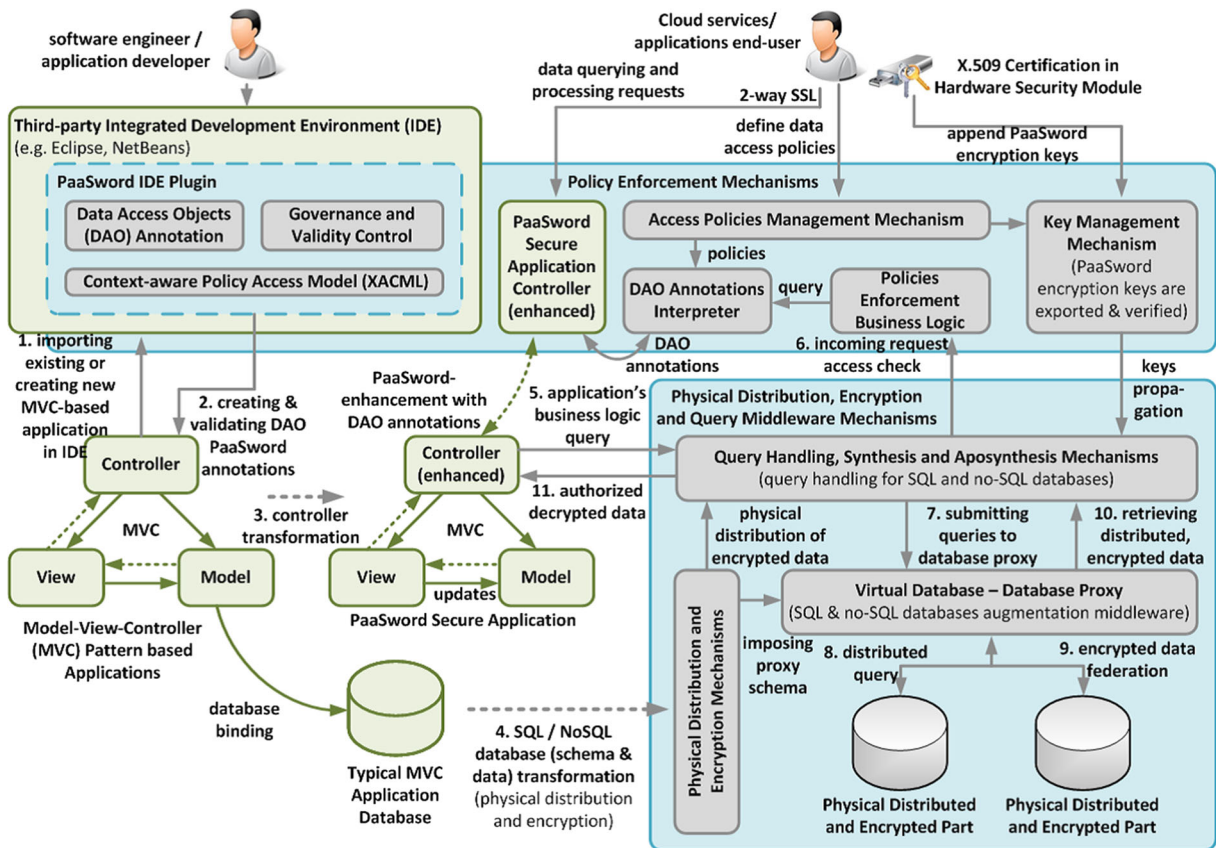 software engineer /
application developer
Cloud services/
applications end-user
data querying and
processing requests
2-way SSL
define data
access policies
X.509 Certification in
Hardware Security Module
append PaaSword
encryption keys
Third-party Integrated Development Environment (IDE)
(e.g. Eclipse, NetBeans)
PaaSword IDE Plugin
Data Access Objects
(DAO) Annotation
Governance and
Validity Control
Context-aware Policy Access Model (XACML)
Policy Enforcement Mechanisms
PaaSword
Secure
Application
Controller
(enhanced)
Access Policies Management Mechanism
policies
DAO Annotations
Interpreter
query
Policies
Enforcement
Business Logic
Key Management
Mechanism
(PaaSword
encryption keys are
exported & verified)
1. importing
existing or
creating new
MVC-based
application
in IDE
2. creating &
validating DAO
PaaSword
annotations
PaaSword-
enhancement with
DAO annotations
DAO
annotations
5. application's
business logic
query
6. incoming request
access check
keys
propa-
gation
Controller
MVC
View
Model
Model-View-Controller
(MVC) Pattern based
Applications
3. controller
transformation
Controller
(enhanced)
MVC
View
Model
updates
PaaSword Secure Application
11. authorized
decrypted data
database
binding
Typical MVC
Application
Database
4. SQL / NoSQL
database (schema &
data) transformation
(physical distribution
and encryption)
Physical Distribution, Encryption
and Query Middleware Mechanisms
Query Handling, Synthesis and Aposynthesis Mechanisms
(query handling for SQL and no-SQL databases)
physical
distribution of
encrypted data
7. submitting
queries to
database proxy
10. retrieving
distributed,
encrypted data
Physical Distribution and
Encryption Mechanisms
Virtual Database – Database Proxy
(SQL & no-SQL databases augmentation middleware)
imposing
proxy
schema
8. distributed
query
9. encrypted data
federation
Physical Distributed
and Encrypted Part
Physical Distributed
and Encrypted Part